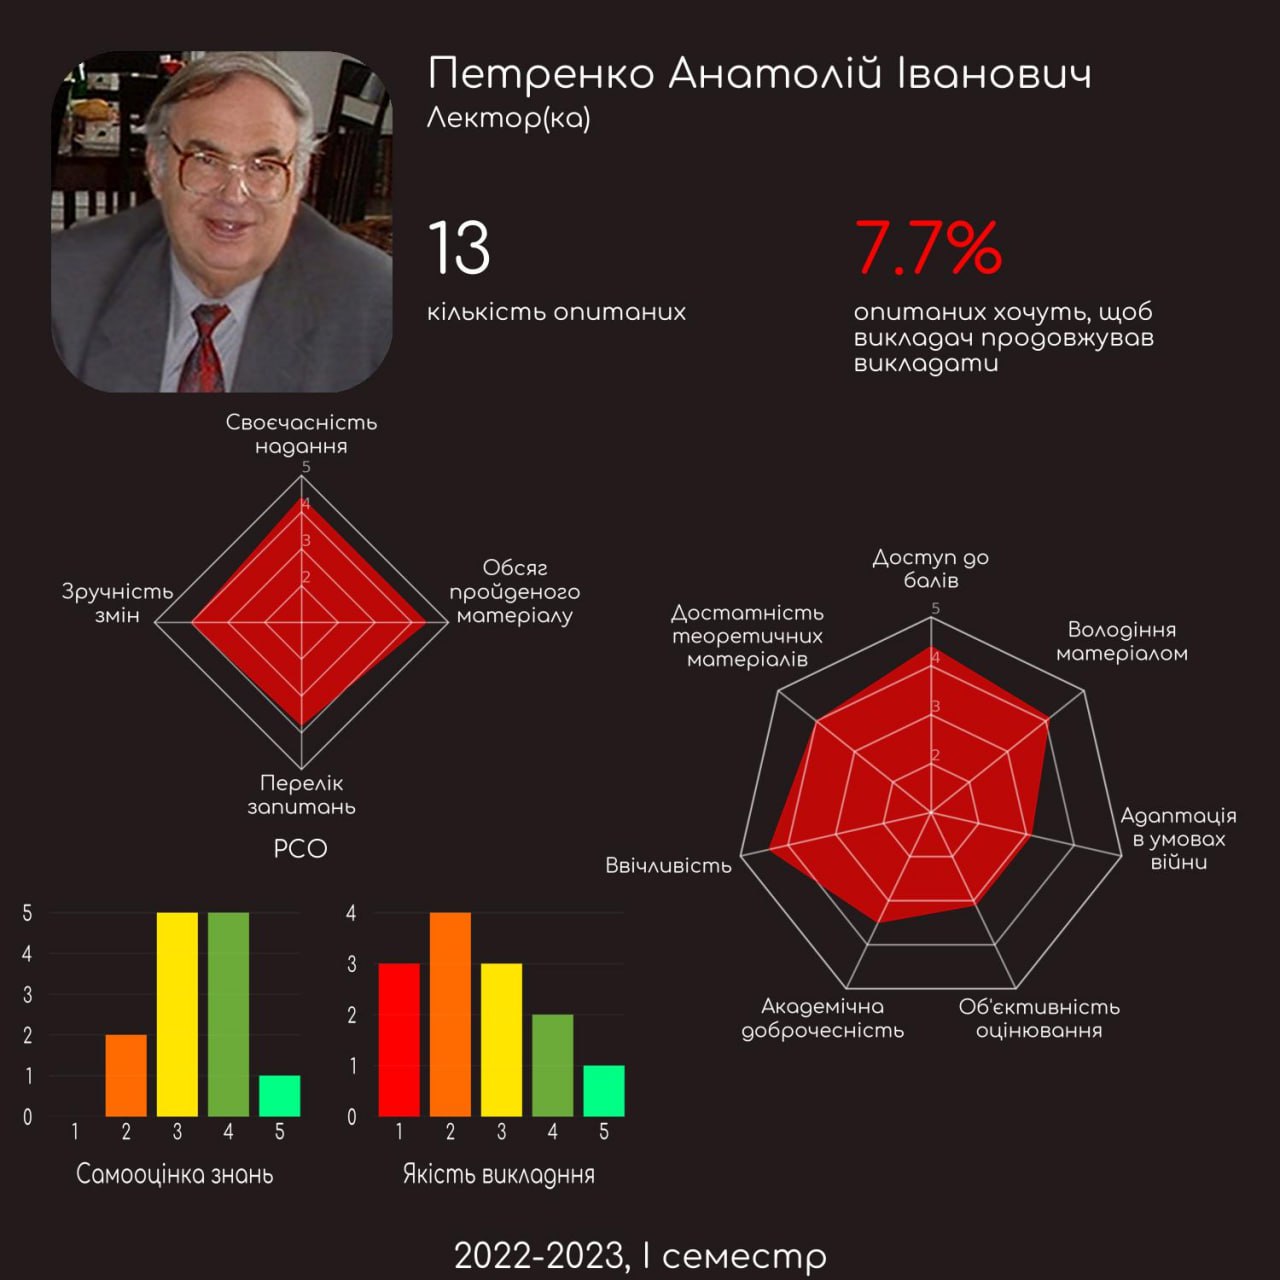 Петренко Анатолій Іванович
Лектор(ка)
13
кількість опитаних
7.7%
опитаних хочуть, щоб
викладач продовжував
викладати
Своєчасність
надання
5
4
3
2
Обсяг
пройденого
матеріалу
Зручність
змін
Перелік
запитань
РСО
Доступ до
балів
5
4
3
2
Володіння
матеріалом
Адаптація
в умовах
війни
Об'єктивність
оцінювання
Академічна
доброчесність
Ввічливість
Достатність
теоретичних
матеріалів
5
4
3
2
1
0
1 2 3 4 5
Самооцінка знань
4
3
2
1
0
1 2 3 4 5
Якість викладння
2022-2023, І семестр